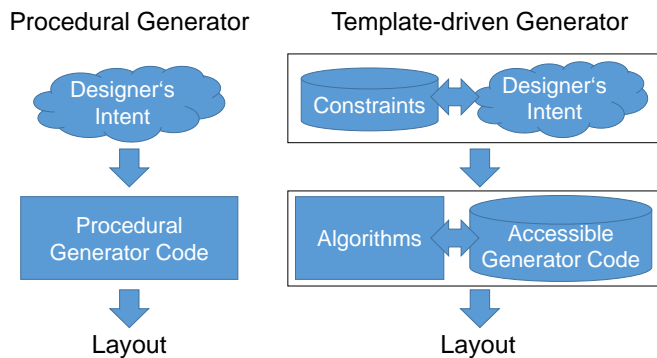 Procedural Generator
Designer‘s
Intent
Procedural
Generator Code
Layout
Template-driven Generator
Constraints
Designer‘s
Intent
Algorithms
Accessible
Generator Code
Layout